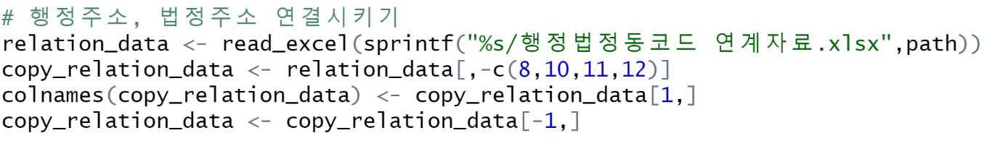 # 행정주소, 법정주소 연결시키기
relation_data <- read_excel(sprintf("%s/행정법정동코드 연계자료.xlsx",path))
copy_relation_data <- relation_data[,-c(8,10,11,12)]
colnames(copy_relation_data) <- copy_relation_data[1,]
copy_relation_data <- copy_relation_data[-1,]